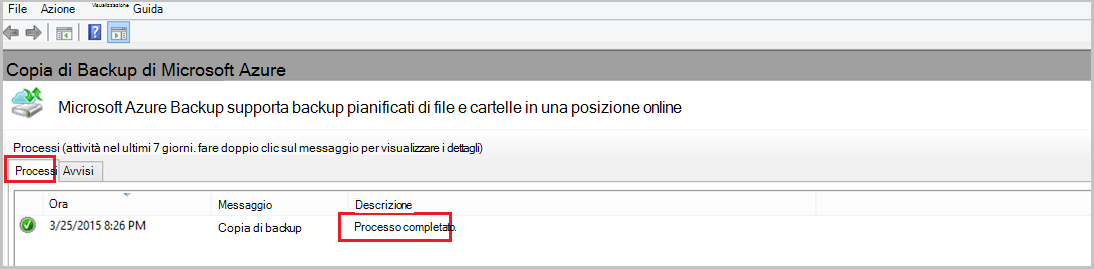 File Azione Visualizzazione Guida
Copia di Backup di Microsoft Azure
Microsoft Azure Backup supporta backup pianificati di file e cartelle in una posizione online
Processi (attività nel ultimi 7 giorni. fare doppio clic sul messaggio per visualizzare i dettagli)
Processi Avvisi
Ora Messaggio Descrizione
3/25/2015 8:26 PM Copia di backup Processo completato.